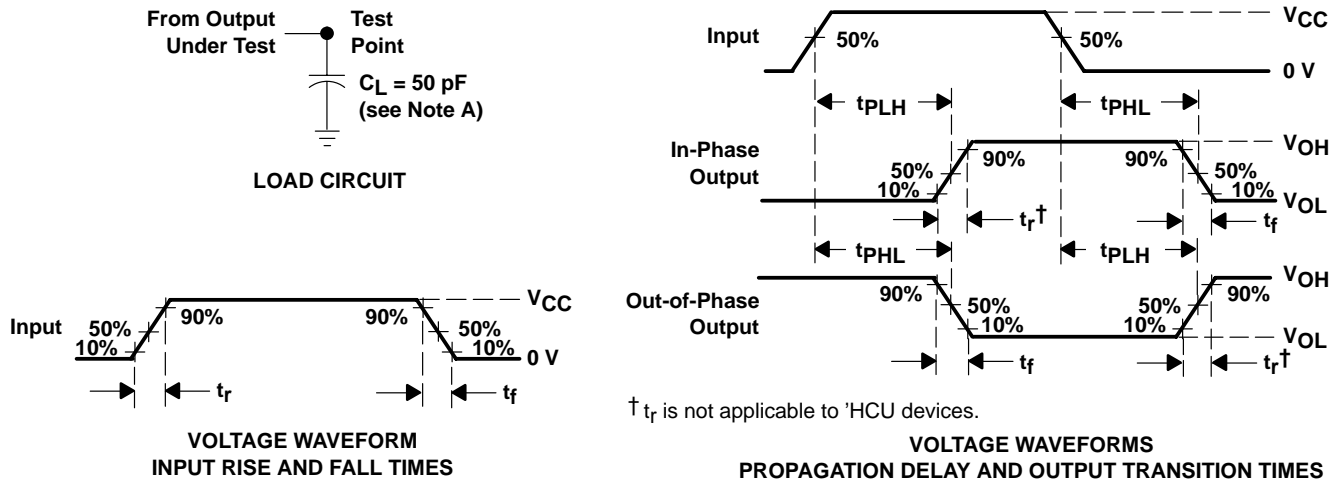 From Output
Under Test
Test
Point
CL = 50 pF
(see Note A)
LOAD CIRCUIT
Input
50%
10%
90%
90%
50%
10%
VCC
0 V
tr
tf
VOLTAGE WAVEFORM
INPUT RISE AND FALL TIMES
Input
50%
50%
VCC
0 V
tPLH
tPHL
In-Phase
Output
50%
10%
90%
90%
50%
10%
VOH
VOL
tr†
tf
tPHL
tPLH
Out-of-Phase
Output
90%
50%
10%
50%
10%
90%
VOH
VOL
tf
tr†
† tr is not applicable to 'HCU devices.
VOLTAGE WAVEFORMS
PROPAGATION DELAY AND OUTPUT TRANSITION TIMES